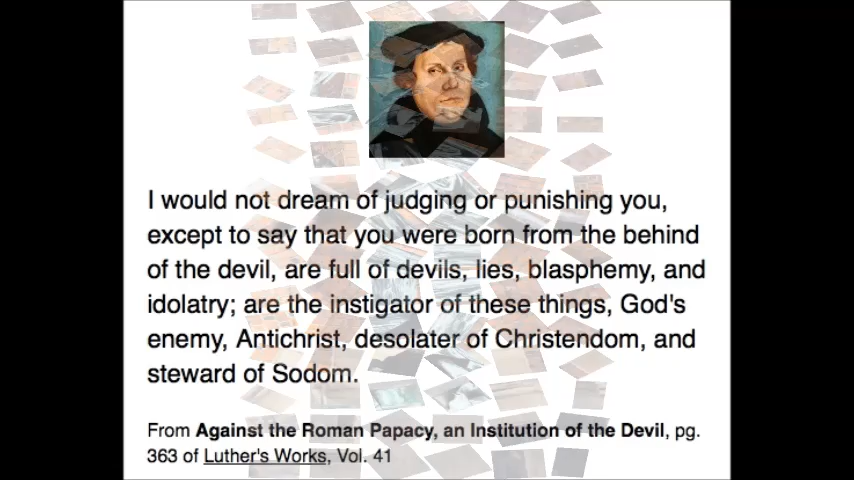 I would not dream of judging or punishing you,
except to say that you were born from the behind
of the devil, are full of devils, lies, blasphemy, and
idolatry; are the instigator of these things, God's
enemy, Antichrist, desolater of Christendom, and
steward of Sodom.
From Against the Roman Papacy, an Institution of the Devil, pg.
363 of Luther's Works, Vol. 41